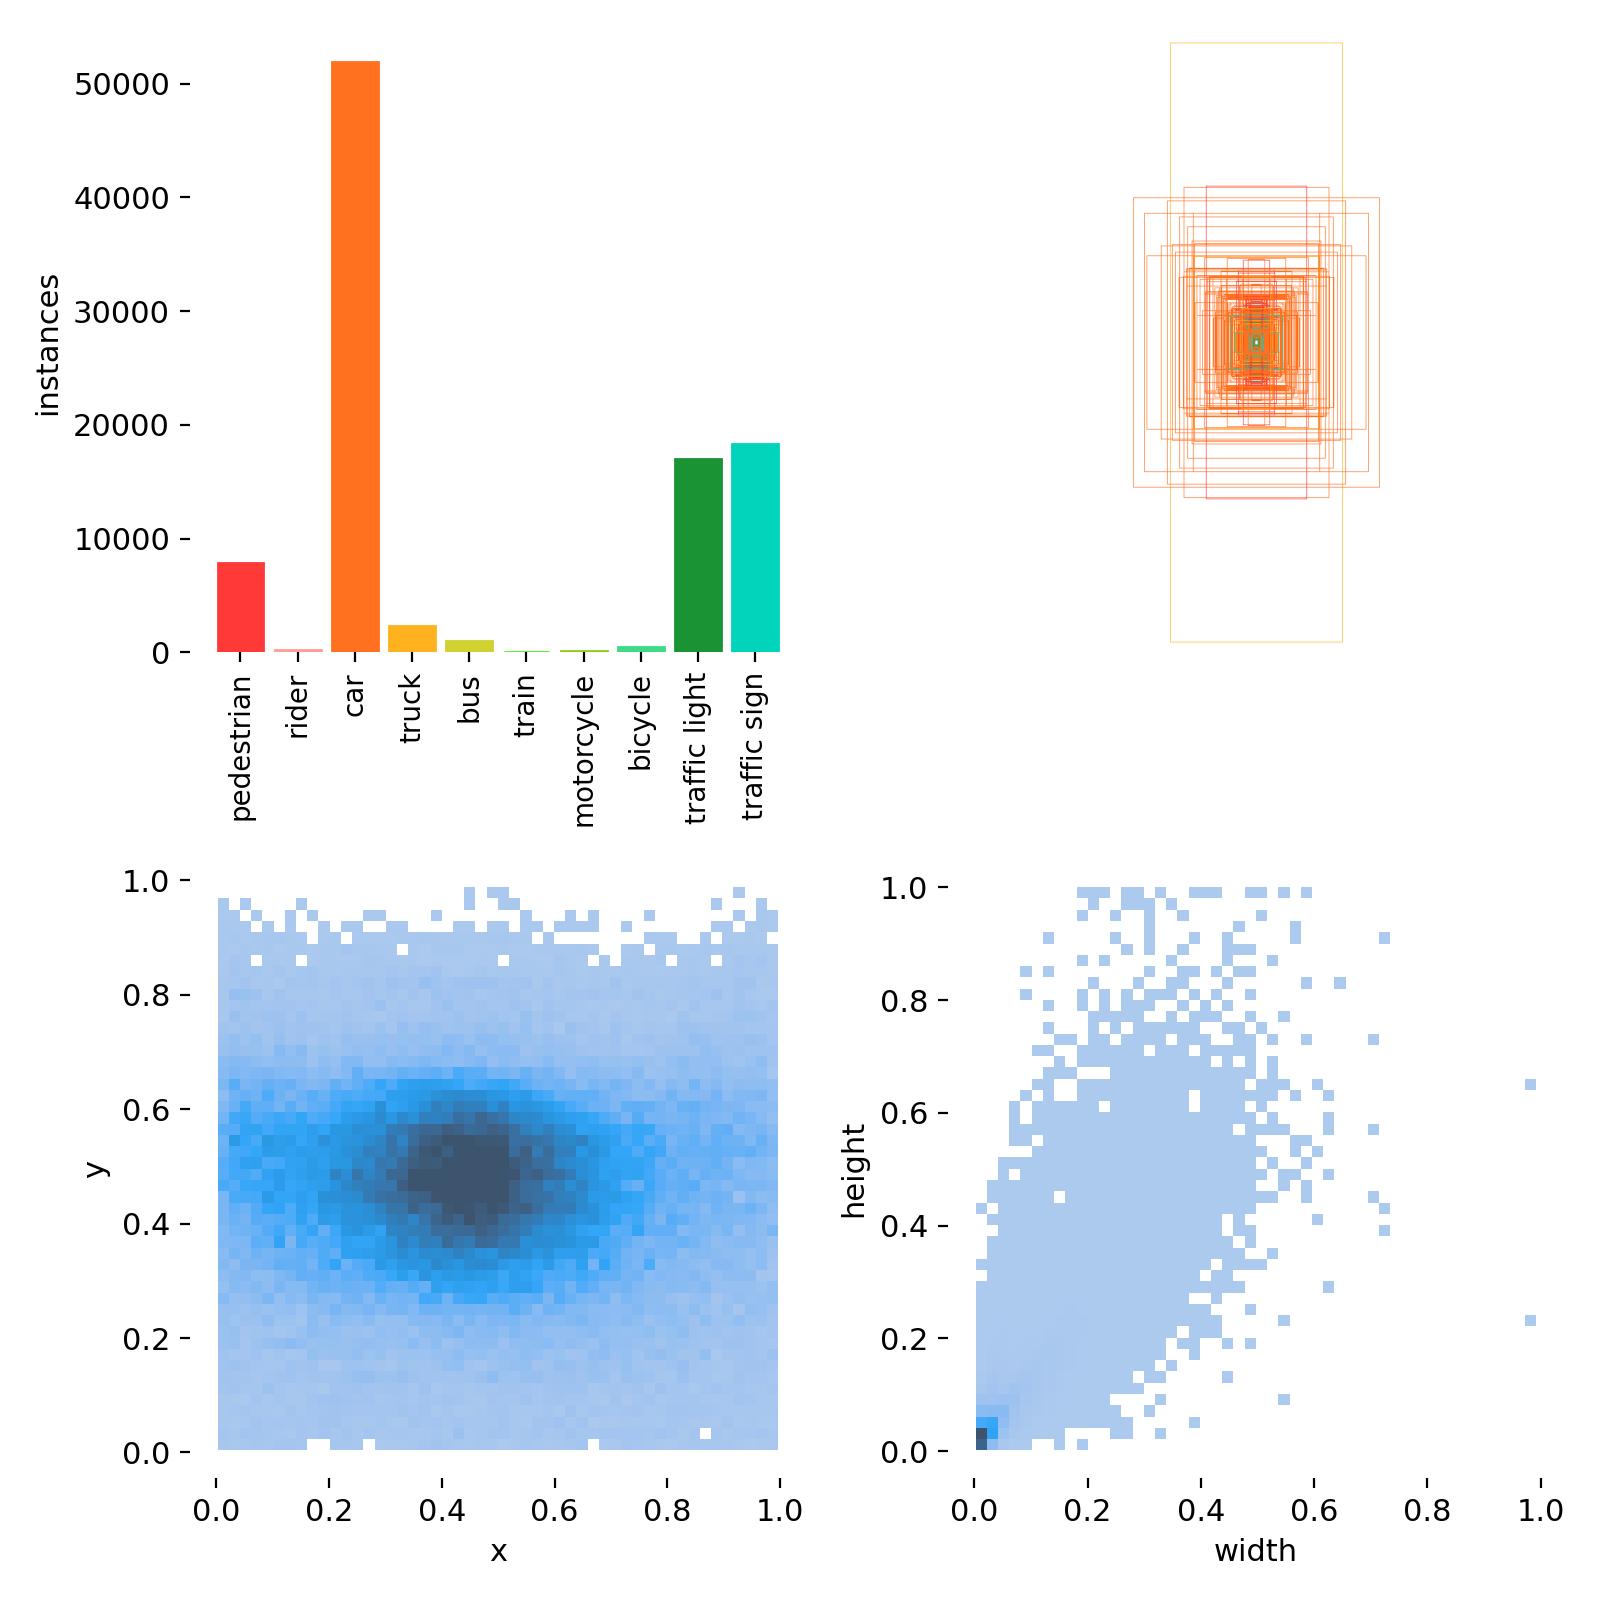 50000
40000
30000
20000
10000
0
instances
pedestrian
rider
car
truck
bus
train
motorcycle
bicycle
traffic light
traffic sign
1.0
0.8
0.6
0.4
0.2
0.0
y
0.0 0.2 0.4 0.6 0.8 1.0
x
1.0
0.8
0.6
0.4
0.2
0.0
height
0.0 0.2 0.4 0.6 0.8 1.0
width